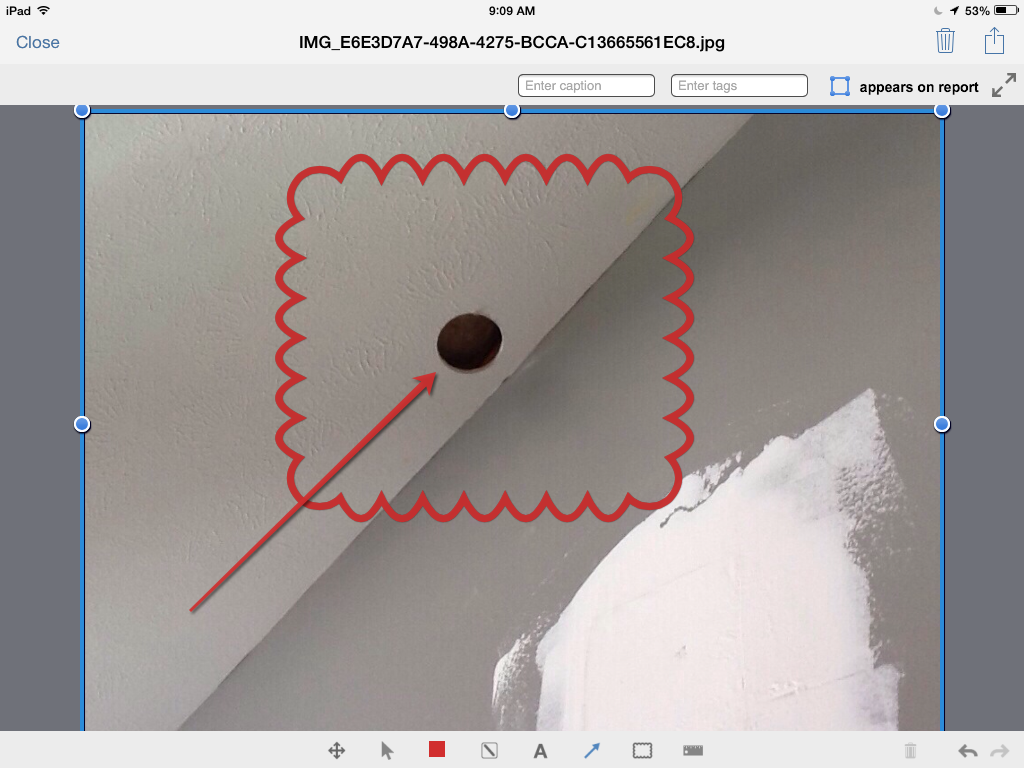 iPad 9:09 AM 53%
Close IMG_E6E3D7A7-498A-4275-BCCA-C13665561EC8.jpg
Enter caption Enter tags appears on report
A